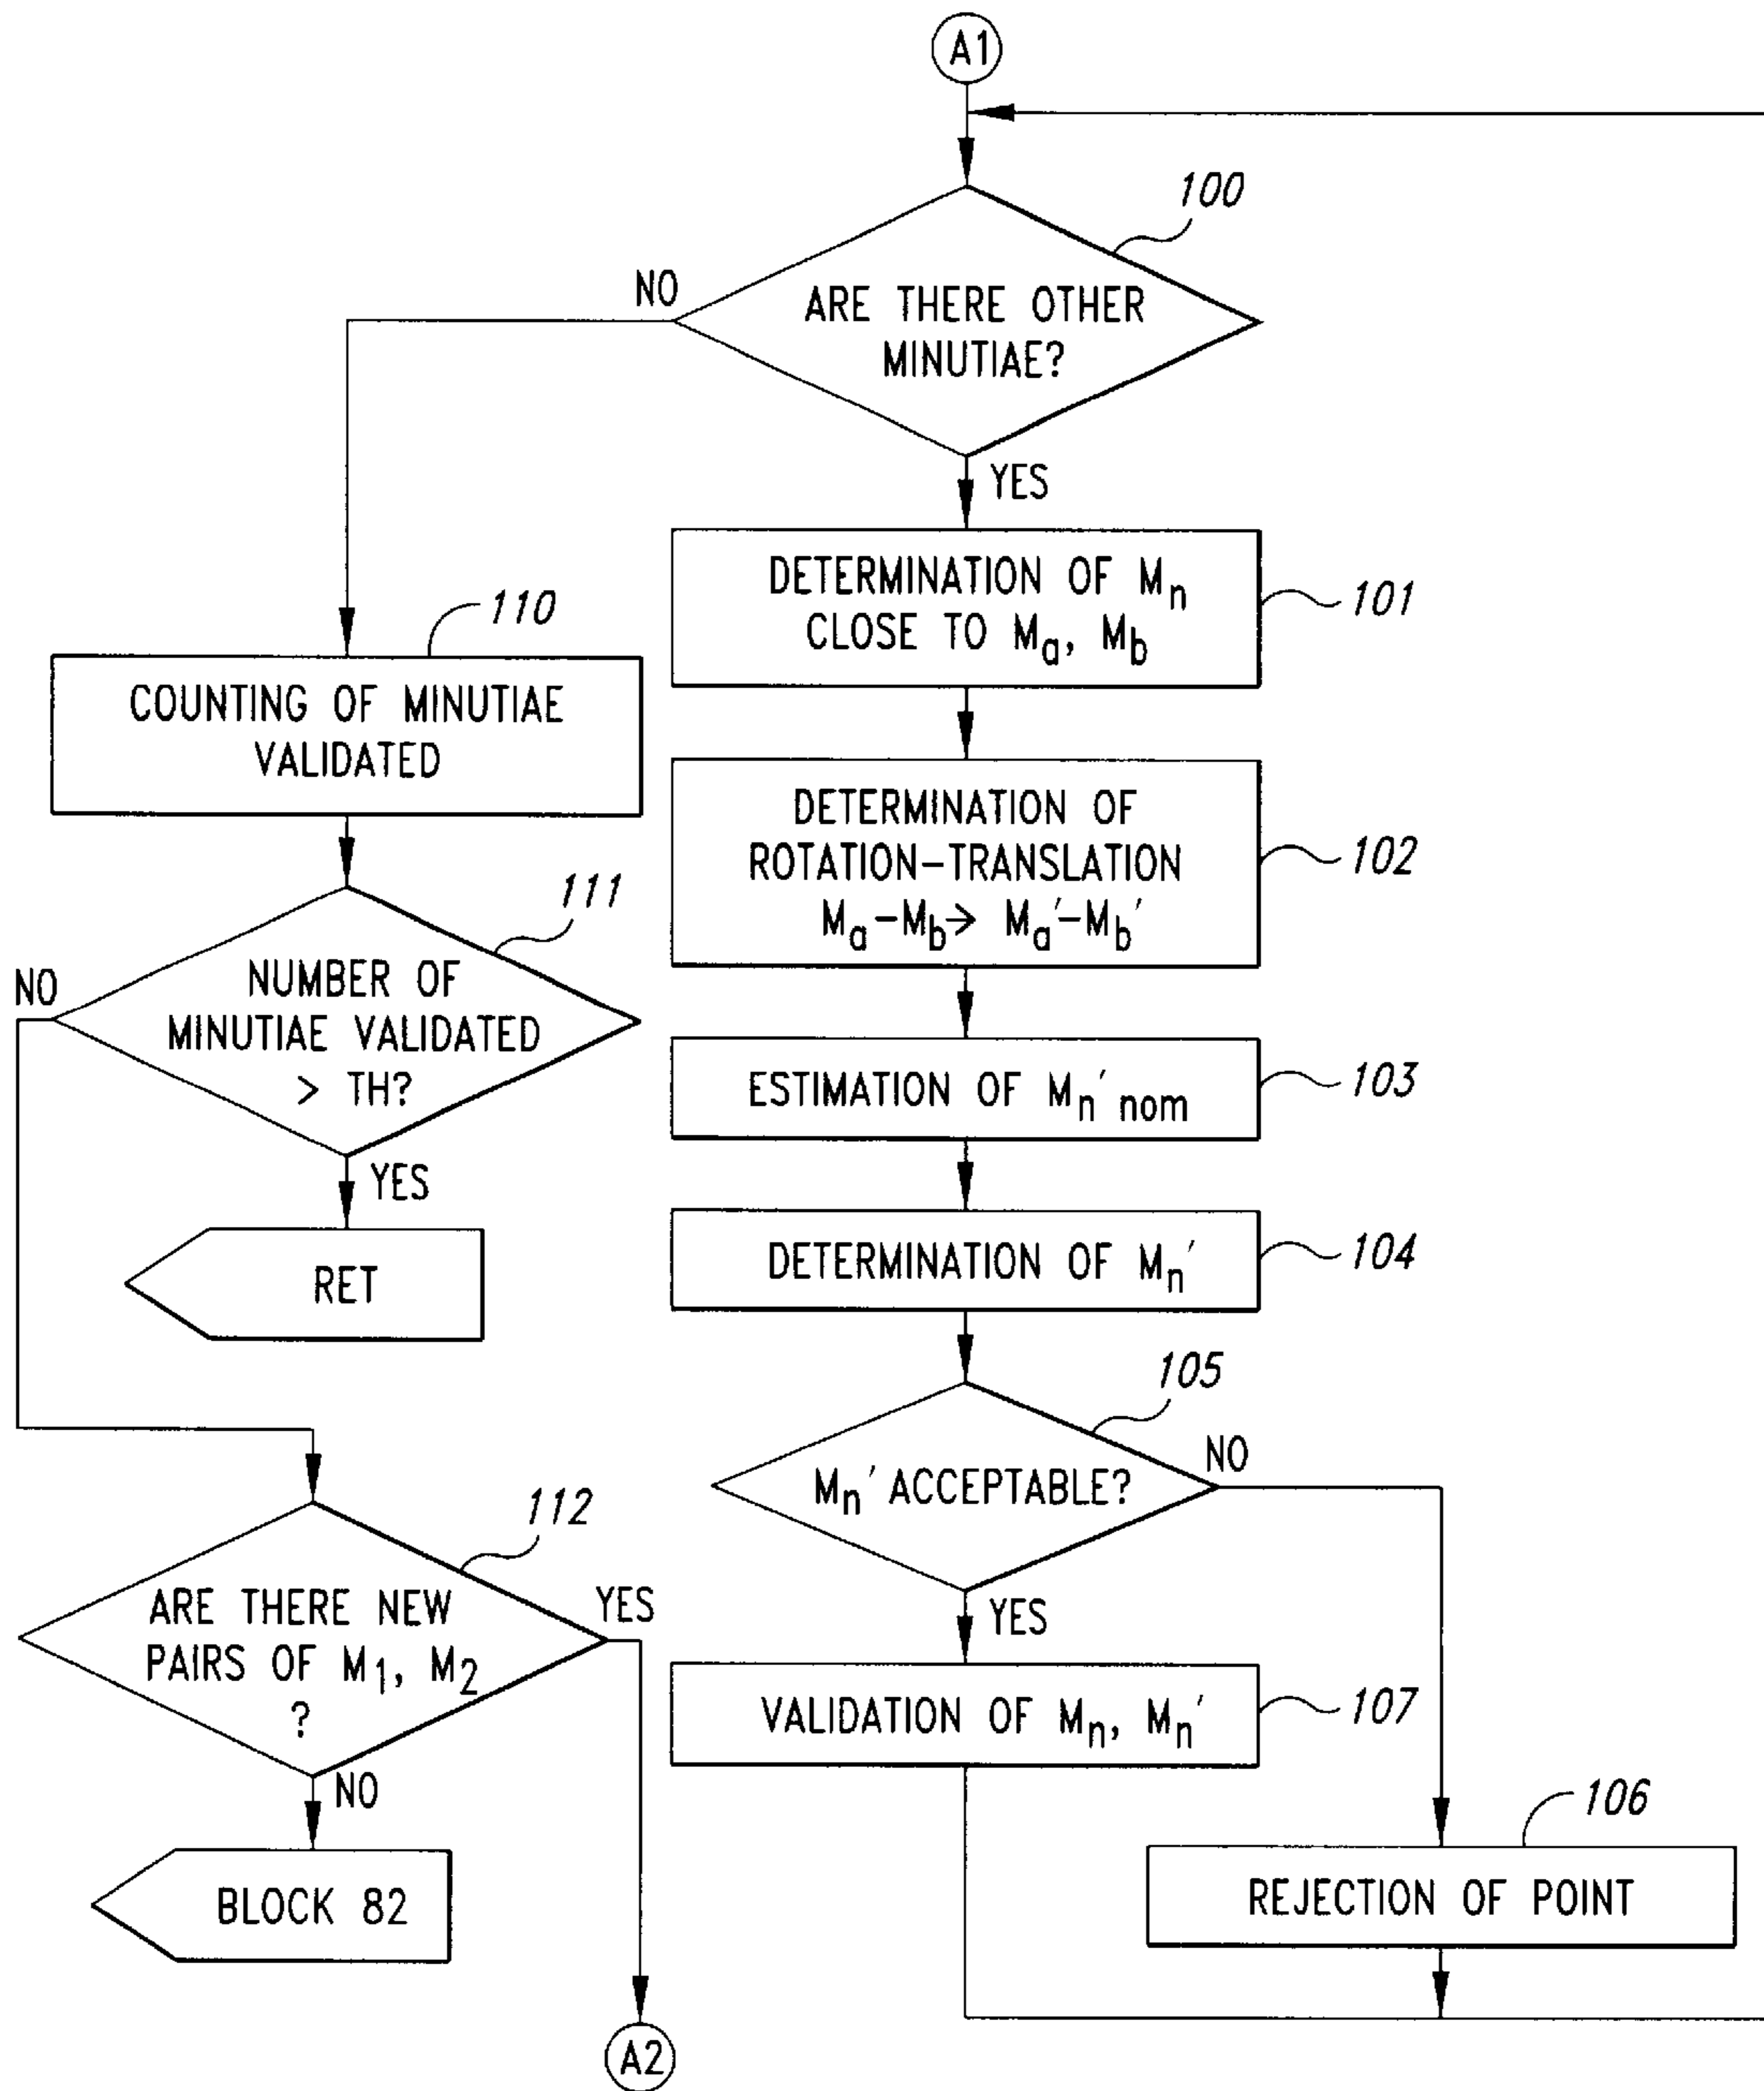 A1
100
NO
ARE THERE OTHER
MINUTIAE?
YES
DETERMINATION OF Mn
CLOSE TO Ma, Mb
101
110
COUNTING OF MINUTIAE
VALIDATED
DETERMINATION OF
ROTATION-TRANSLATION
Ma-Mb→ Ma'-Mb'
102
111
NO
NUMBER OF
MINUTIAE VALIDATED
> TH?
YES
RET
ESTIMATION OF Mn'nom
103
DETERMINATION OF Mn'
104
105
Mn' ACCEPTABLE?
NO
YES
112
ARE THERE NEW
PAIRS OF M1, M2
?
YES
NO
BLOCK 82
VALIDATION OF Mn, Mn'
107
106
REJECTION OF POINT
A2